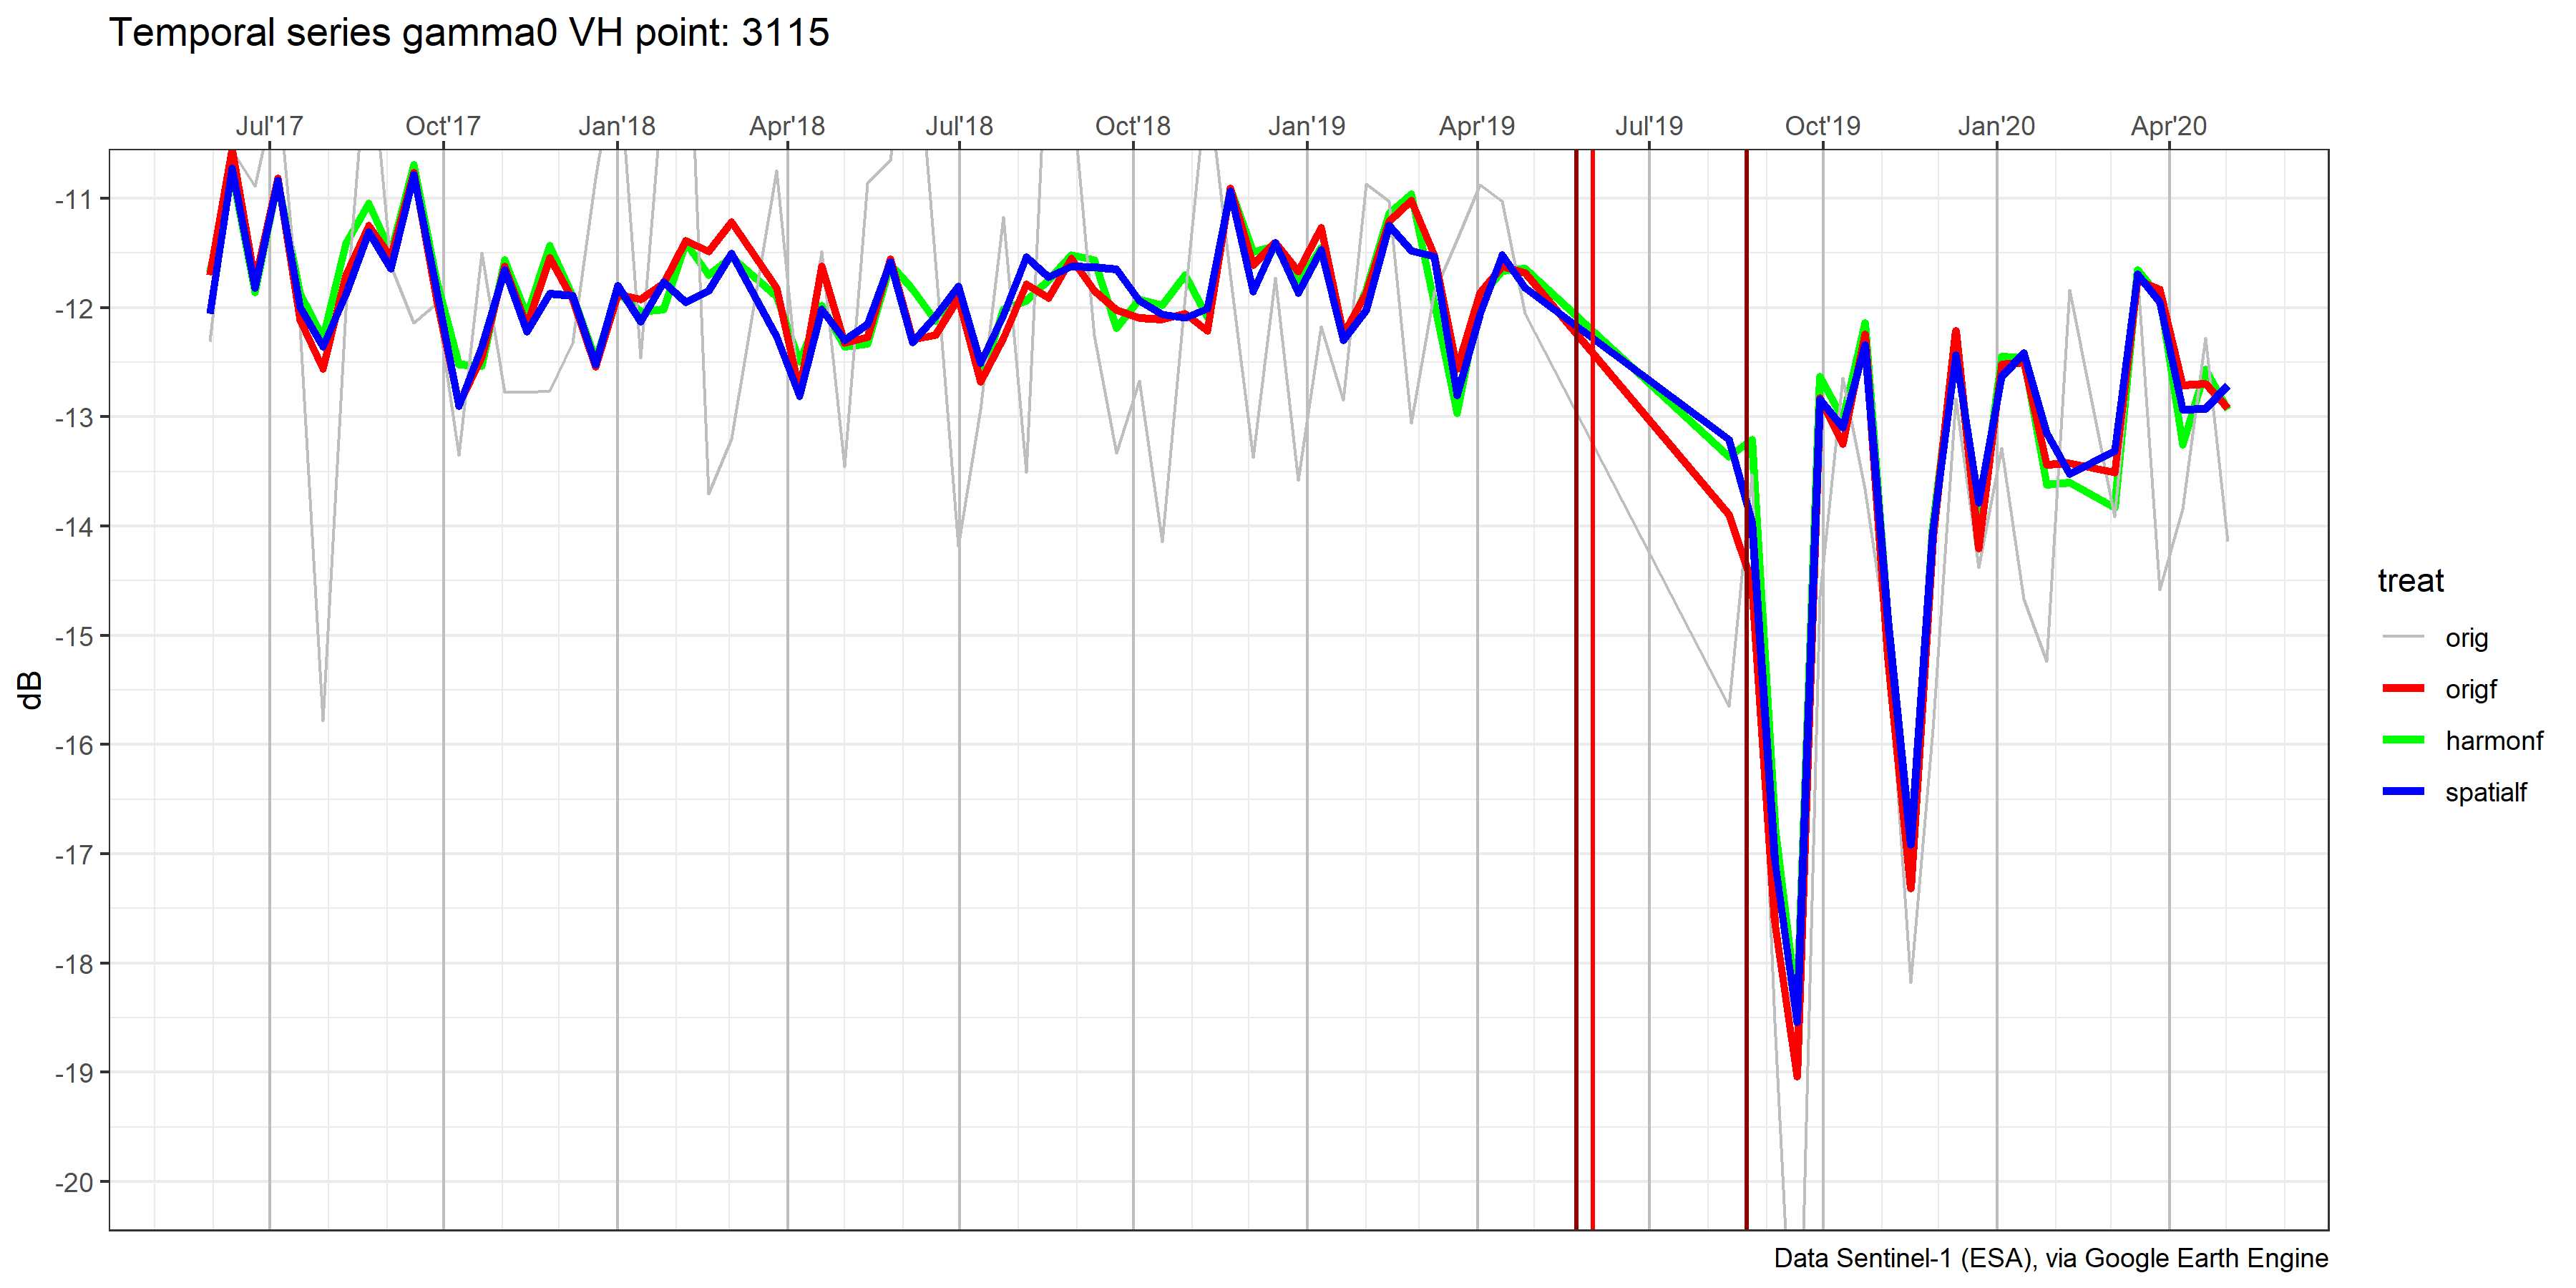 Temporal series gamma0 VH point: 3115
Jul'17 Oct'17 Jan'18 Apr'18 Jul'18 Oct'18 Jan'19 Apr'19 Jul'19 Oct'19 Jan'20 Apr'20
-11
-12
-13
-14
-15
-16
-17
-18
-19
-20
dB
treat
orig
origf
harmonf
spatialf
Data Sentinel-1 (ESA), via Google Earth Engine